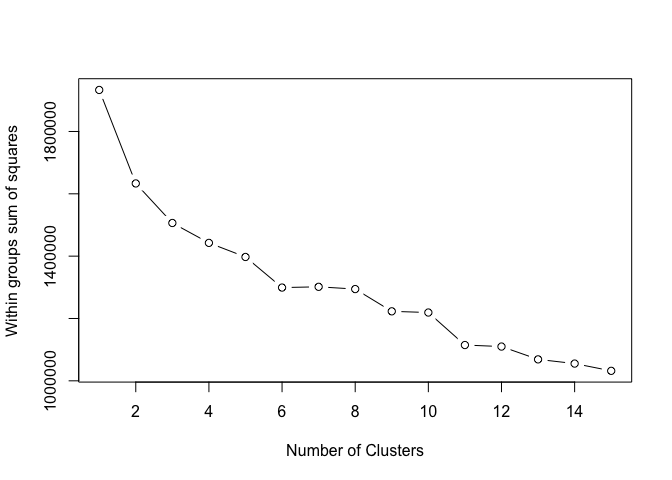 Within groups sum of squares
1800000
1400000
1000000
2 4 6 8 10 12 14
Number of Clusters